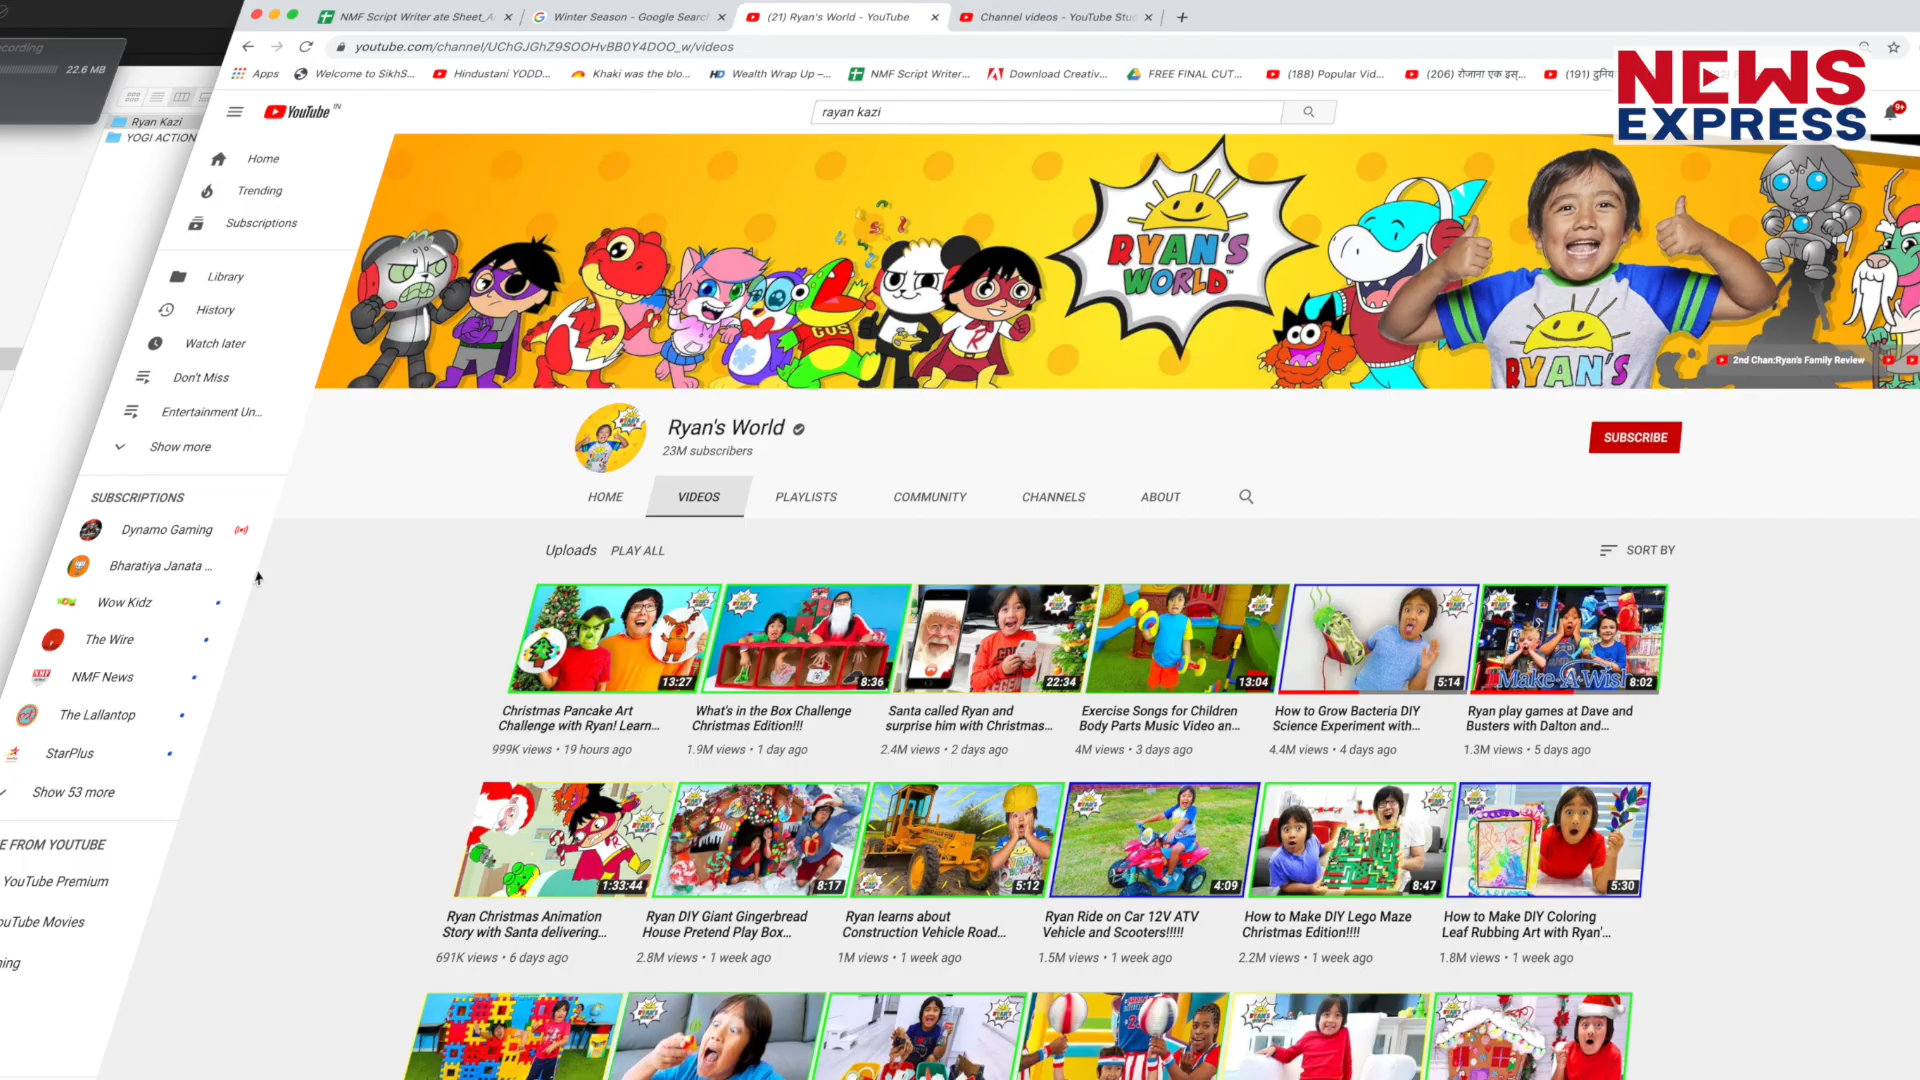 NMF Script Writer ate Sheet_A
Winter Season - Google Search
(21) Ryan's World - YouTube
Channel videos - YouTube Stu
ecording
22.6 MB
youtube.com/channel/UChGJGhZ9SOOHvBB0Y4DOO_w/videos
Apps
Welcome to SikhS...
Hindustani YODD...
Khaki was the blo...
Wealth Wrap Up –...
NMF Script Writer...
Download Creativ...
FREE FINAL CUT...
(188) Popular Vid...
(206) रोजाना एक इस्...
(191) दुनि
NEWS
EXPRESS
YouTube IN
rayan kazi
9+
Ryan Kazi
YOGI ACTION
Home
Trending
Subscriptions
Library
History
Watch later
Don't Miss
Entertainment Un...
Show more
SUBSCRIPTIONS
Dynamo Gaming
Bharatiya Janata ...
Wow Kidz
The Wire
NMF News
The Lallantop
StarPlus
Show 53 more
E FROM YOUTUBE
YouTube Premium
ouTube Movies
ning
RYAN'S
WORLD™
GUS
R
RYAN'S
2nd Chan:Ryan's Family Review
Ryan's World
23M subscribers
SUBSCRIBE
HOME
VIDEOS
PLAYLISTS
COMMUNITY
CHANNELS
ABOUT
Uploads
PLAY ALL
SORT BY
13:27
8:36
22:34
13:04
5:14
Make-A-Wish
8:02
Christmas Pancake Art
Challenge with Ryan! Learn...
999K views • 19 hours ago
What's in the Box Challenge
Christmas Edition!!!
1.9M views • 1 day ago
Santa called Ryan and
surprise him with Christmas...
2.4M views • 2 days ago
Exercise Songs for Children
Body Parts Music Video an...
4M views • 3 days ago
How to Grow Bacteria DIY
Science Experiment with...
4.4M views • 4 days ago
Ryan play games at Dave and
Busters with Dalton and...
1.3M views • 5 days ago
1:33:44
8:17
5:12
4:09
8:47
5:30
Ryan Christmas Animation
Story with Santa delivering...
691K views • 6 days ago
Ryan DIY Giant Gingerbread
House Pretend Play Box...
2.8M views • 1 week ago
Ryan learns about
Construction Vehicle Road...
1M views • 1 week ago
Ryan Ride on Car 12V ATV
Vehicle and Scooters!!!!!
1.5M views • 1 week ago
How to Make DIY Lego Maze
Christmas Edition!!!!
2.2M views • 1 week ago
How to Make DIY Coloring
Leaf Rubbing Art with Ryan'...
1.8M views • 1 week ago